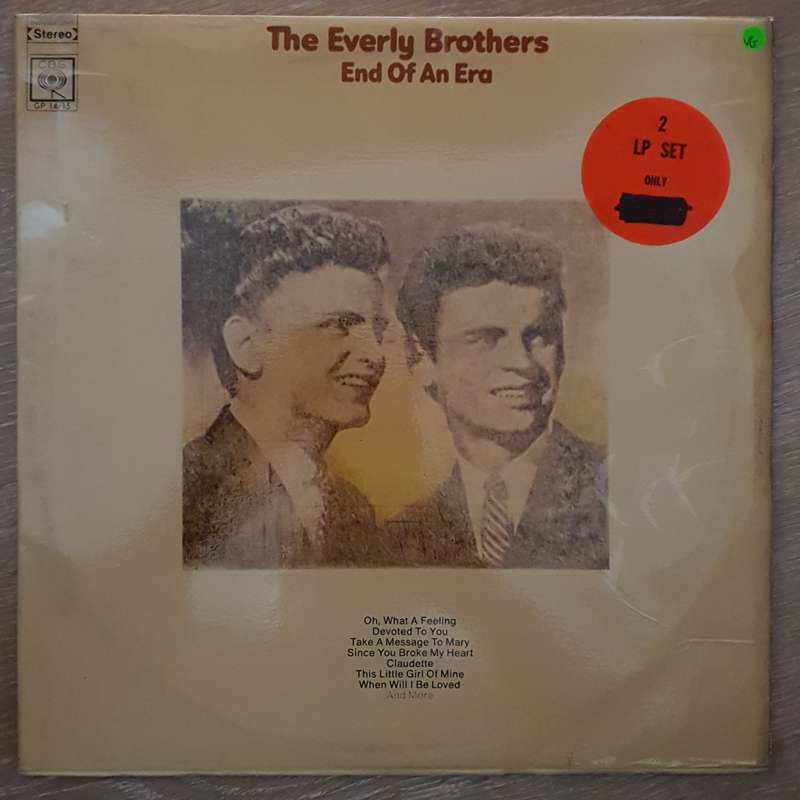 Stereo
CBS
GP 14/15
The Everly Brothers
End Of An Era
VG
2
LP SET
ONLY
Oh, What A Feeling
Devoted To You
Take A Message To Mary
Since You Broke My Heart
Claudette
This Little Girl Of Mine
When Will I Be Loved
And More